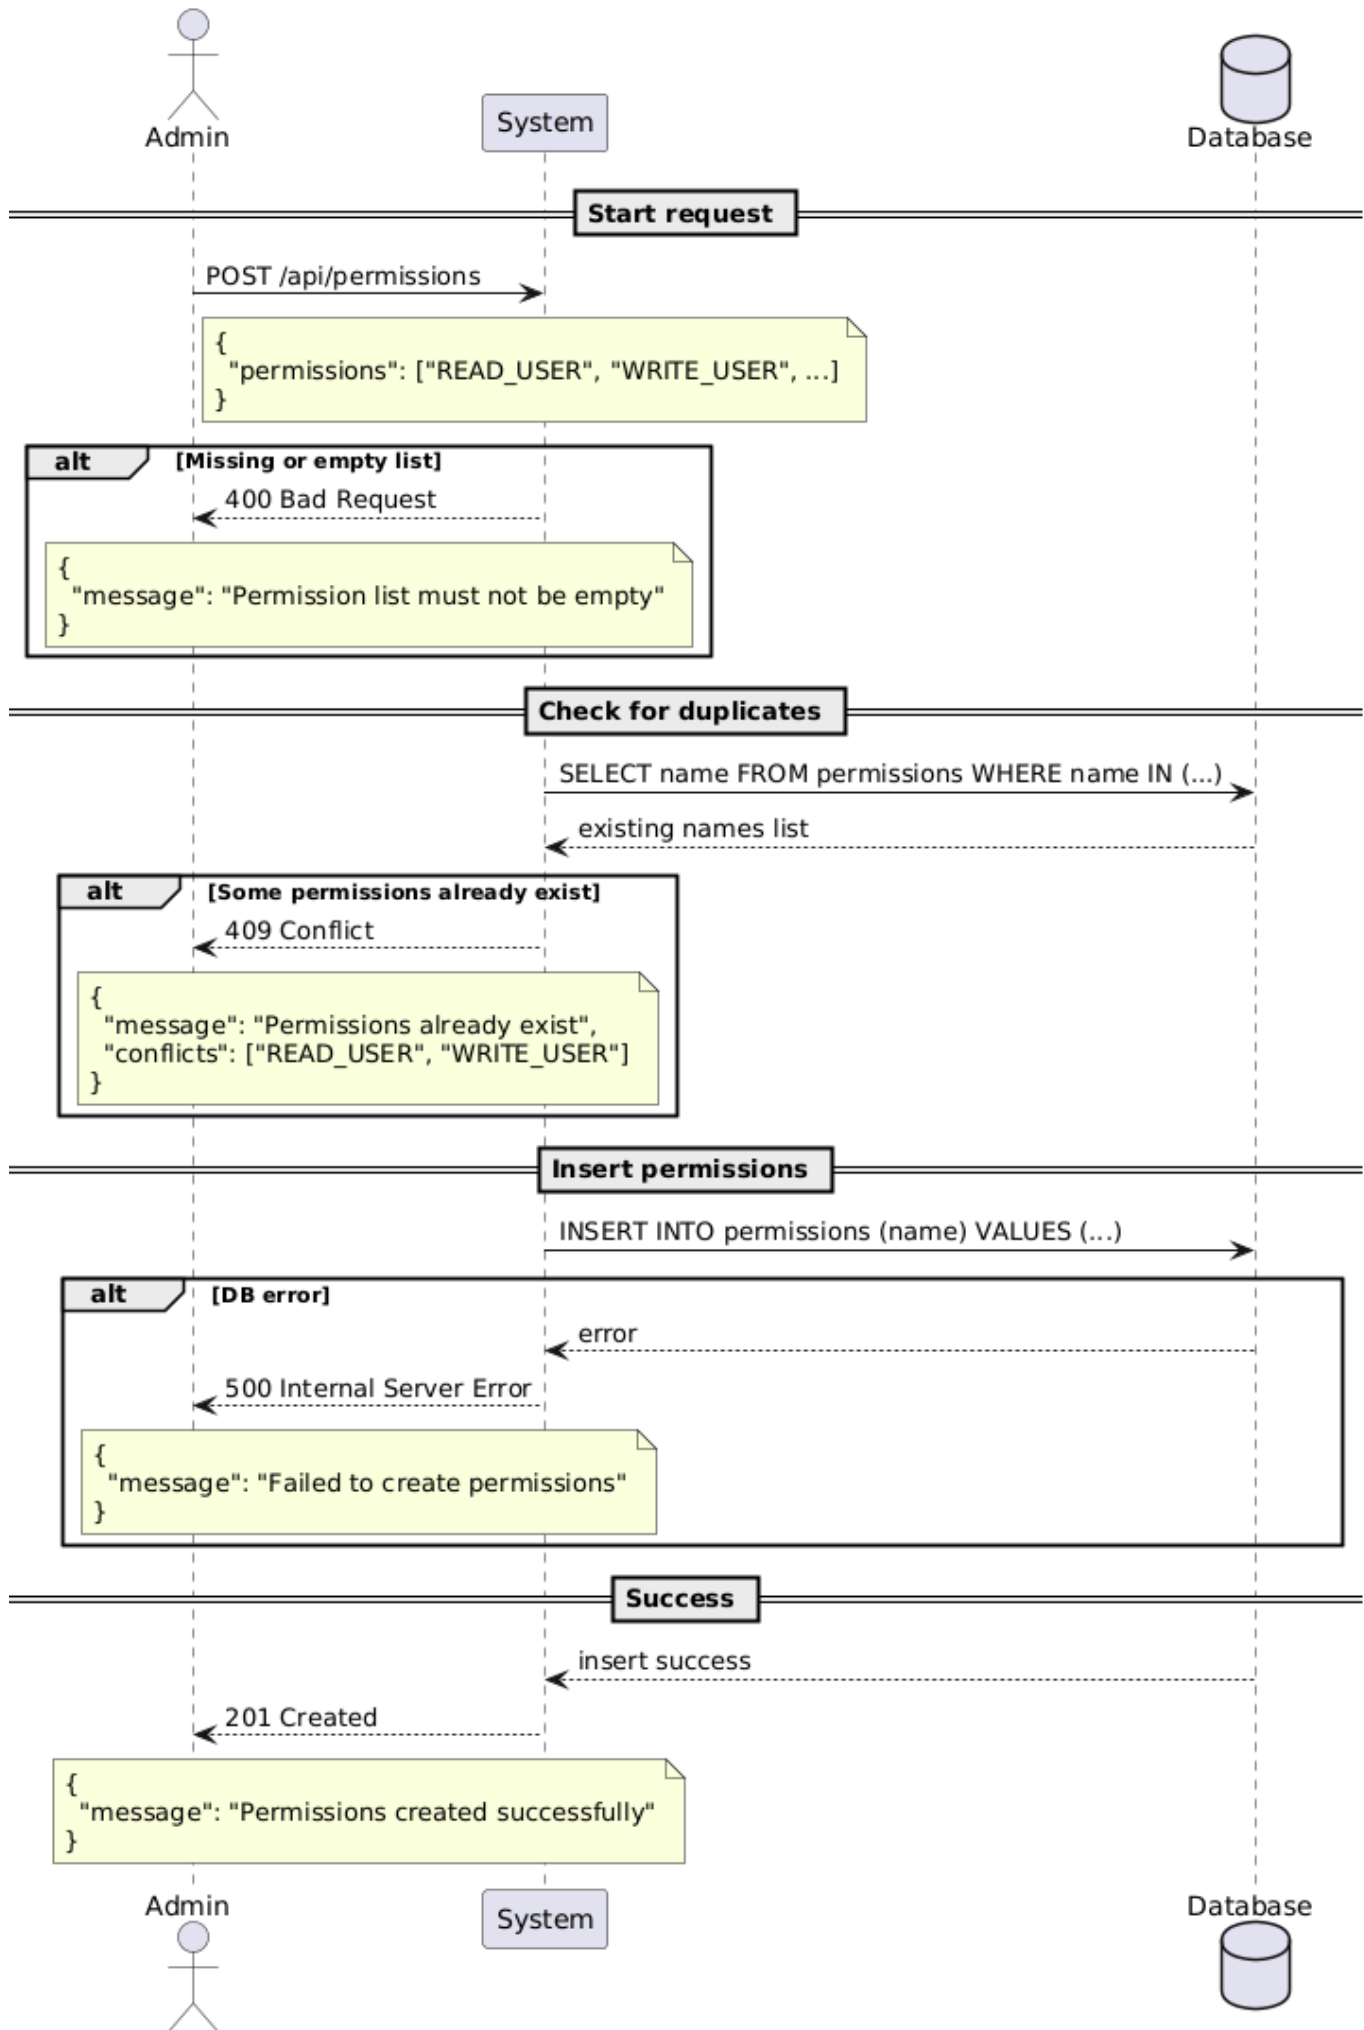 Admin
System
Database
Start request
POST /api/permissions
{
"permissions": ["READ_USER", "WRITE_USER", ...]
}
alt [Missing or empty list]
400 Bad Request
{
"message": "Permission list must not be empty"
}
Check for duplicates
SELECT name FROM permissions WHERE name IN (...)
existing names list
alt [Some permissions already exist]
409 Conflict
{
"message": "Permissions already exist",
"conflicts": ["READ_USER", "WRITE_USER"]
}
Insert permissions
INSERT INTO permissions (name) VALUES (...)
alt [DB error]
error
500 Internal Server Error
{
"message": "Failed to create permissions"
}
Success
insert success
201 Created
{
"message": "Permissions created successfully"
}
Admin
System
Database